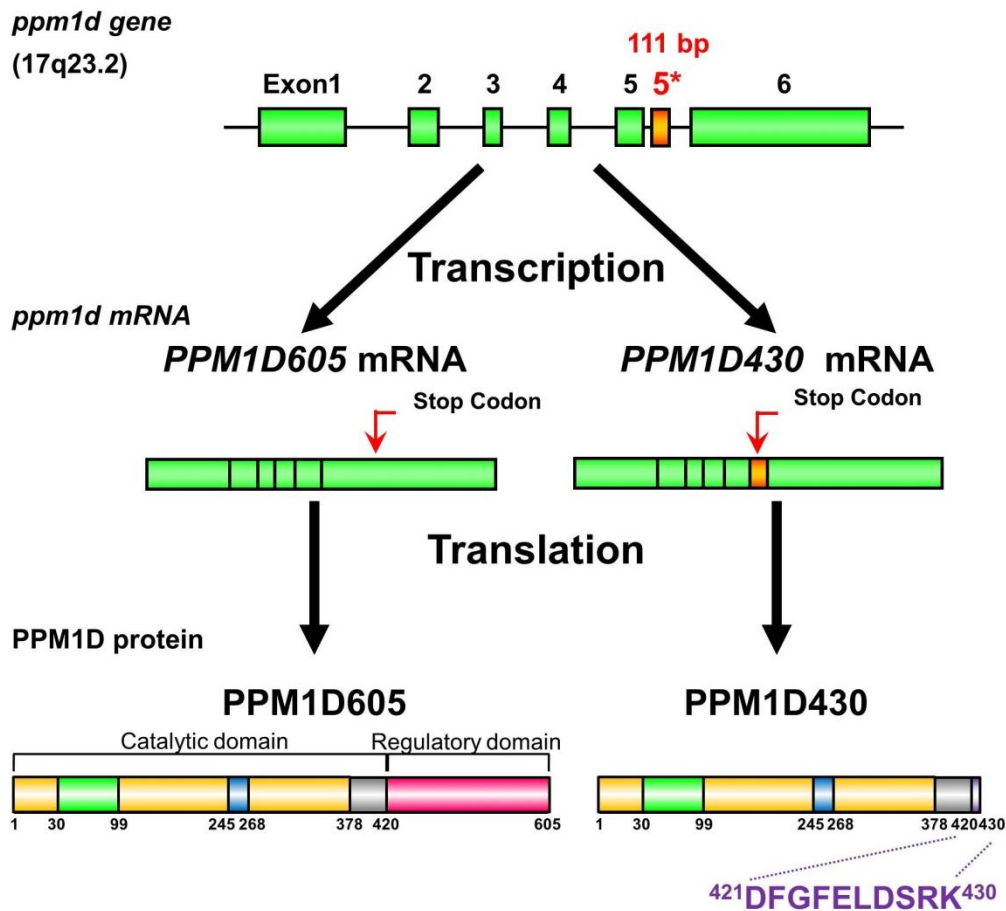 ppm1d gene
(17q23.2)
111 bp
Exon1 2 3 4 5 5* 6
Transcription
ppm1d mRNA
PPM1D605 mRNA PPM1D430 mRNA
Stop Codon Stop Codon
Translation
PPM1D protein
PPM1D605 PPM1D430
Catalytic domain Regulatory domain
1 30 99 245 268 378 420 605 1 30 99 245 268 378 420 430
421DFGFELDSRK430